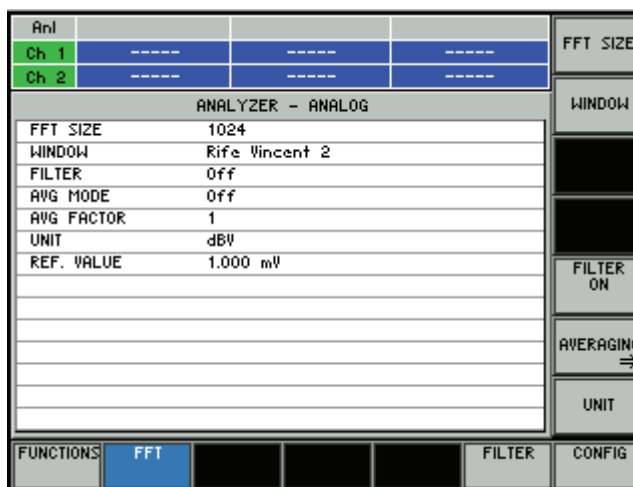 Anl
Ch 1 ----- ----- -----
Ch 2 ----- ----- -----
ANALYZER - ANALOG
FFT SIZE 1024
WINDOW Rife Vincent 2
FILTER Off
AVG MODE Off
AVG FACTOR 1
UNIT dBV
REF. VALUE 1.000 mV
FFT SIZE
WINDOW
FILTER
ON
AVERAGING
⇒
UNIT
FUNCTIONS FFT FILTER CONFIG